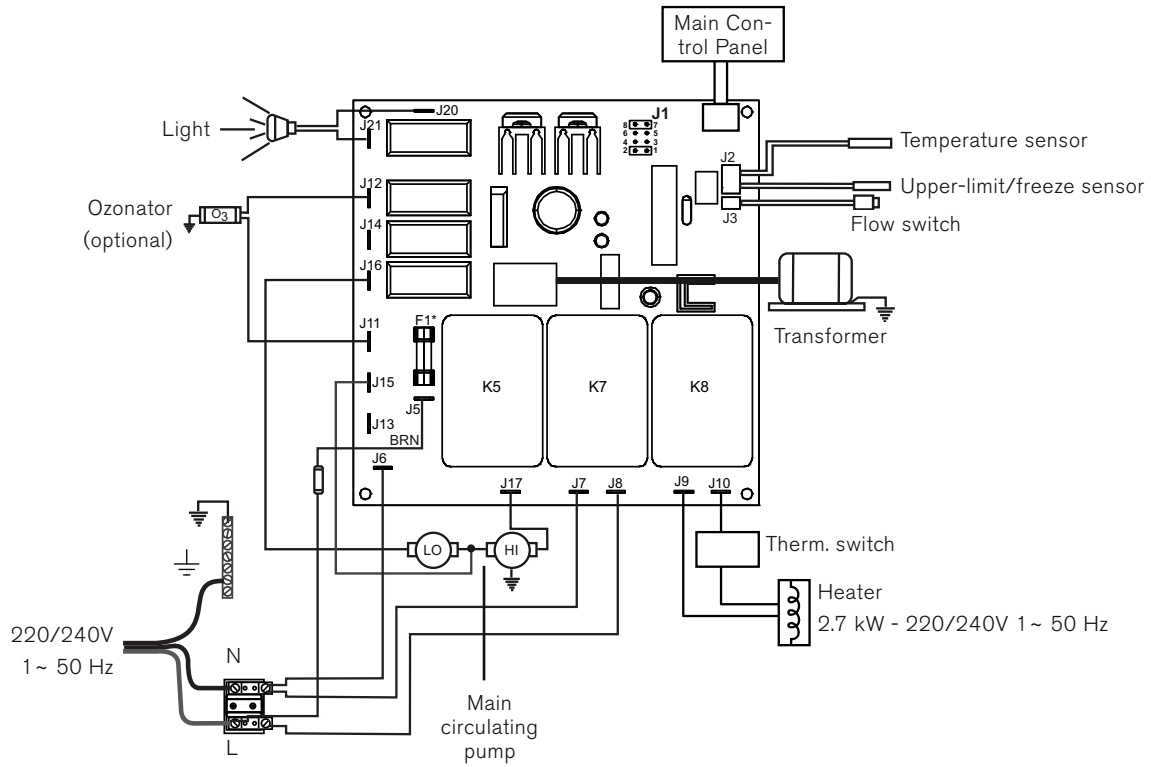 Main Con-
trol Panel
J20
J1
Light
J21
8 7
6 5
4 3
2 1
J2
Temperature sensor
Upper-limit/freeze sensor
J3
Flow switch
J12
Ozonator
(optional)
O3
J14
J16
Transformer
J11
F1*
J15
K5
K7
K8
J5
J13
BRN
J6
J17
J7
J8
J9
J10
LO
HI
Therm. switch
Heater
2.7 kW - 220/240V 1~ 50 Hz
220/240V
1~ 50 Hz
N
L
Main
circulating
pump